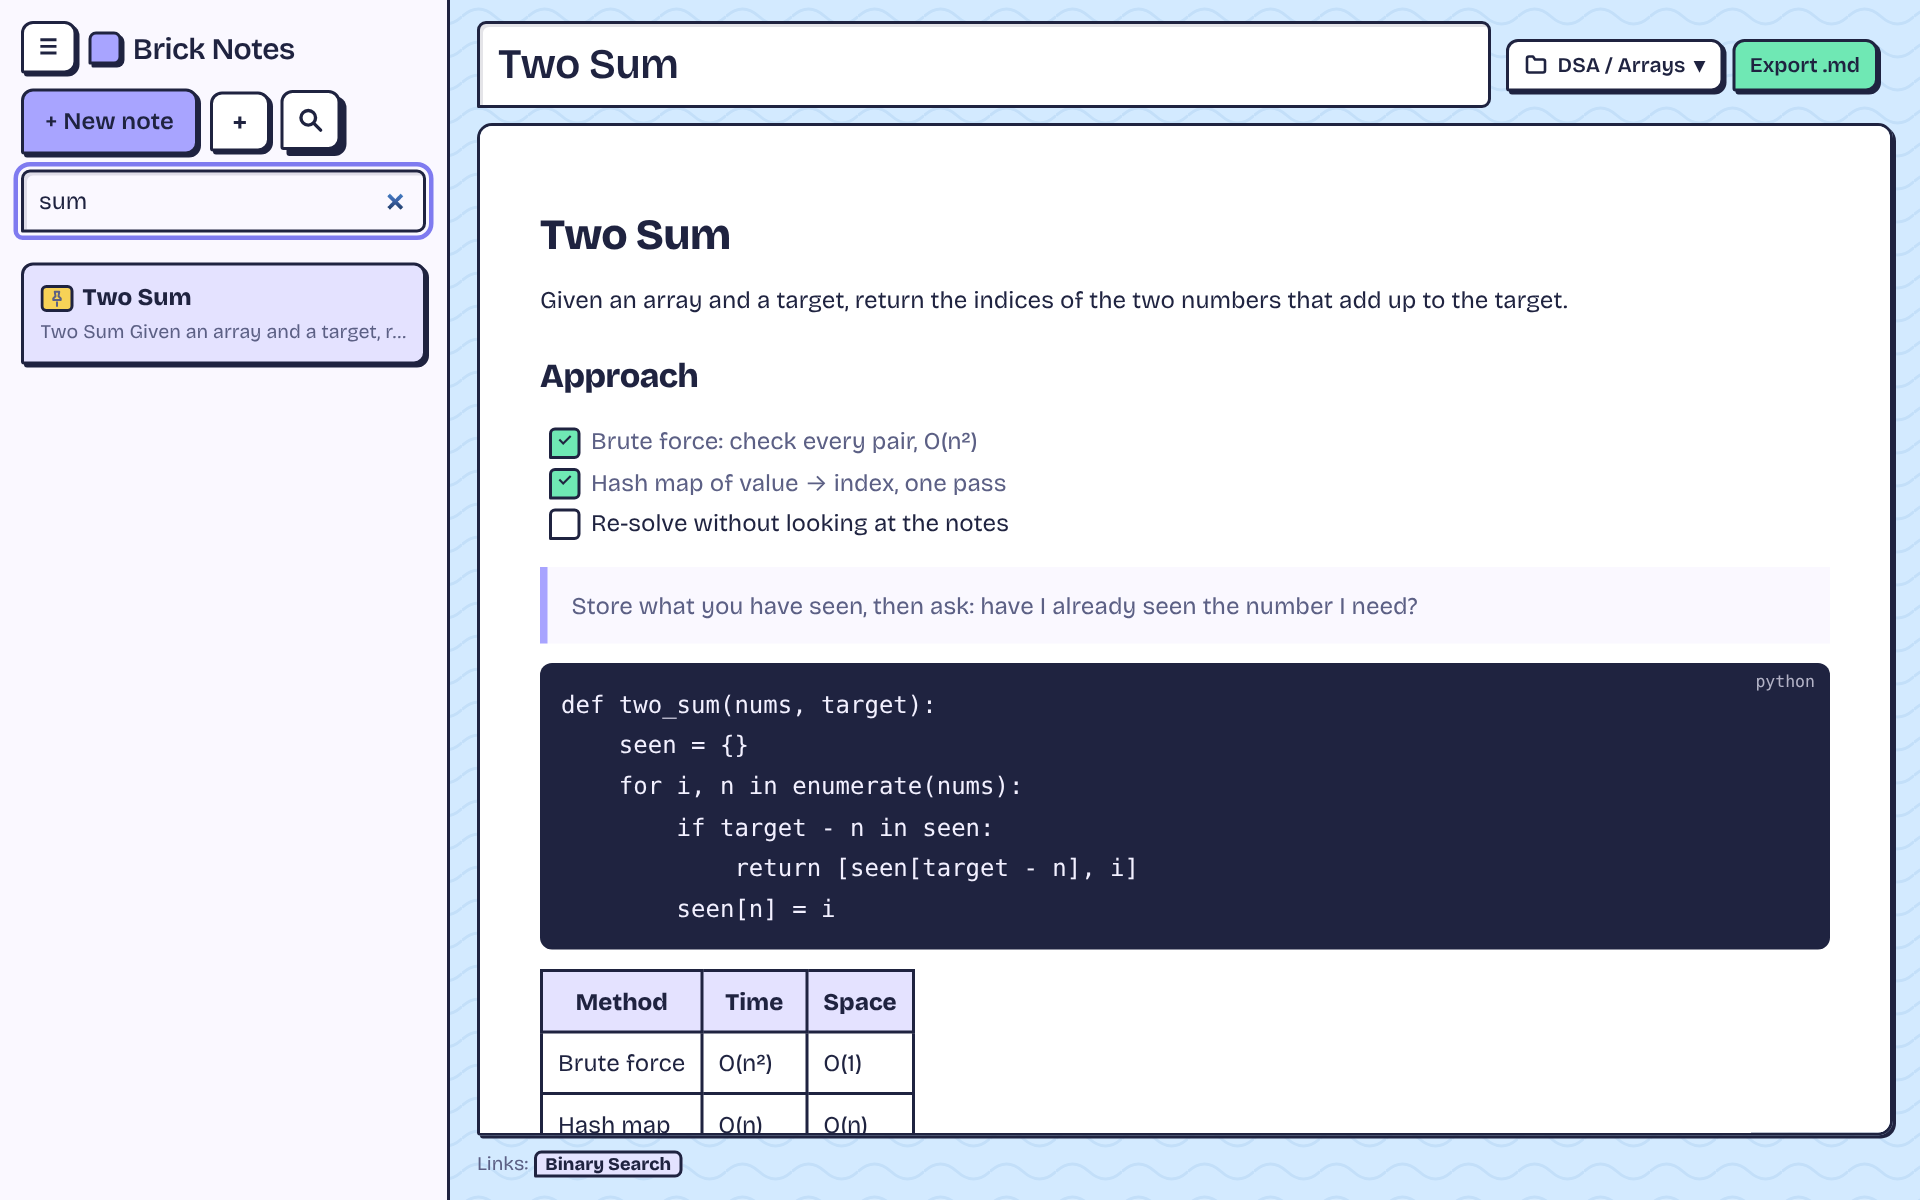 Brick Notes
+ New note
+
sum
Two Sum
Two Sum Given an array and a target, r...
Two Sum
DSA / Arrays ▼
Export .md
Two Sum
Given an array and a target, return the indices of the two numbers that add up to the target.
Approach
Brute force: check every pair, O(n²)
Hash map of value → index, one pass
Re-solve without looking at the notes
Store what you have seen, then ask: have I already seen the number I need?
python
def two_sum(nums, target):
    seen = {}
    for i, n in enumerate(nums):
        if target - n in seen:
            return [seen[target - n], i]
        seen[n] = i
Method Time Space
Brute force O(n²) O(1)
Hash map O(n) O(n)
Links: Binary Search